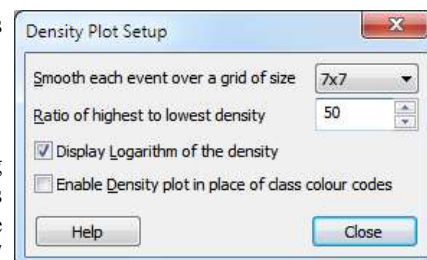 Density Plot Setup
Smooth each event over a grid of size 7x7
Ratio of highest to lowest density 50
Display Logarithm of the density
Enable Density plot in place of class colour codes
Help Close